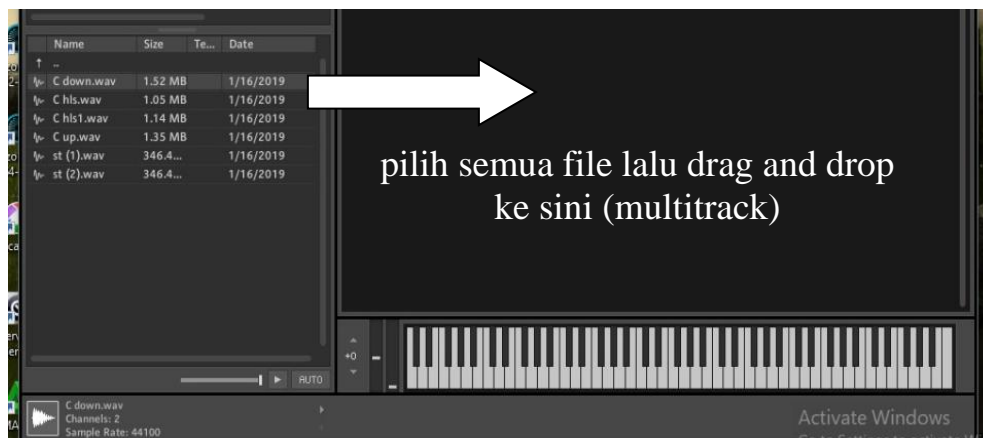 Name Size Te... Date
↑ ..
C down.wav 1.52 MB 1/16/2019
C hls.wav 1.05 MB 1/16/2019
C hls1.wav 1.14 MB 1/16/2019
C up.wav 1.35 MB 1/16/2019
st (1).wav 346.4... 1/16/2019
st (2).wav 346.4... 1/16/2019
pilih semua file lalu drag and drop
ke sini (multitrack)
+0
AUTO
C down.wav
Channels: 2
Sample Rate: 44100
Activate Windows